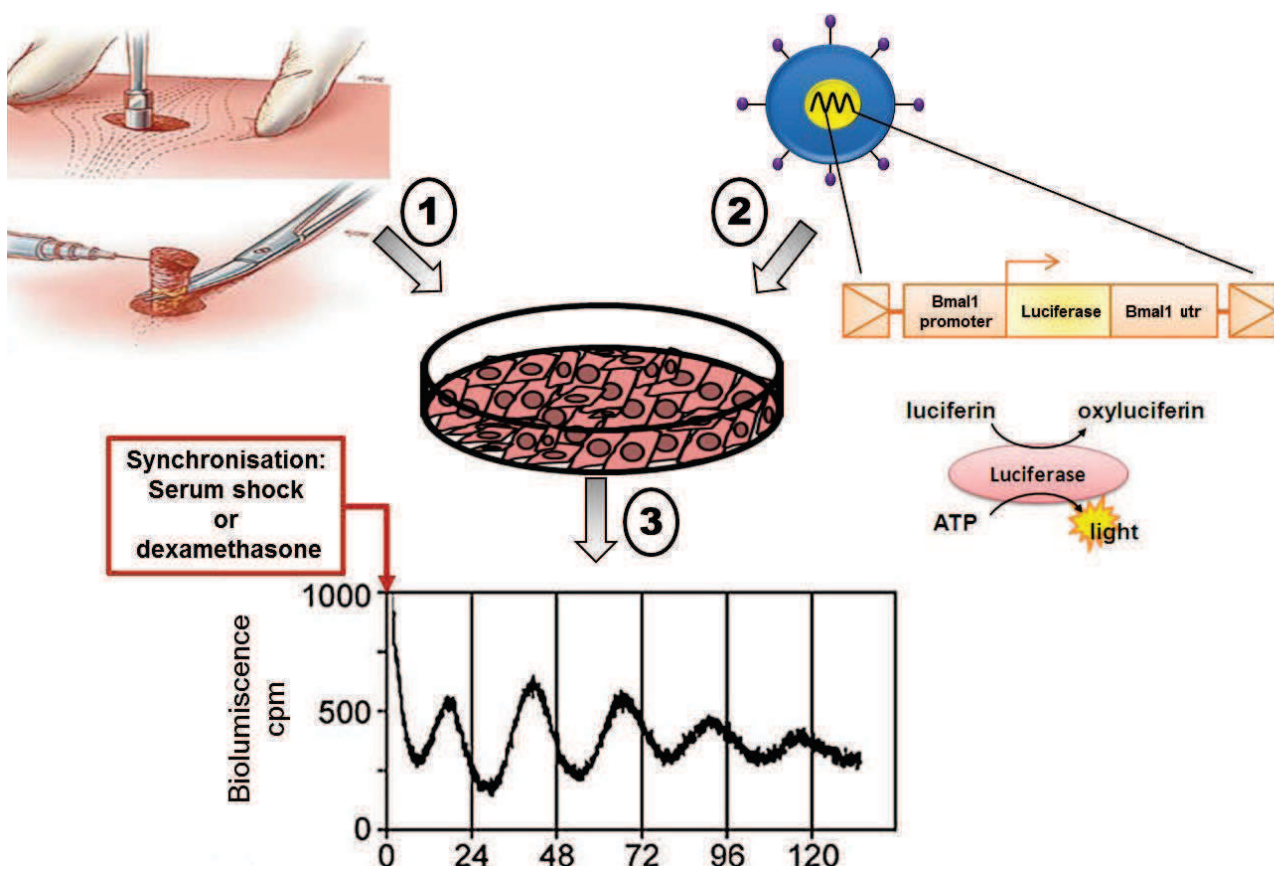 1
2
Bmal1
promoter
Luciferase
Bmal1 utr
luciferin
oxyluciferin
Luciferase
ATP
light
Synchronisation:
Serum shock
or
dexamethasone
3
Biolumiscence
cpm
1000
500
0
0 24 48 72 96 120